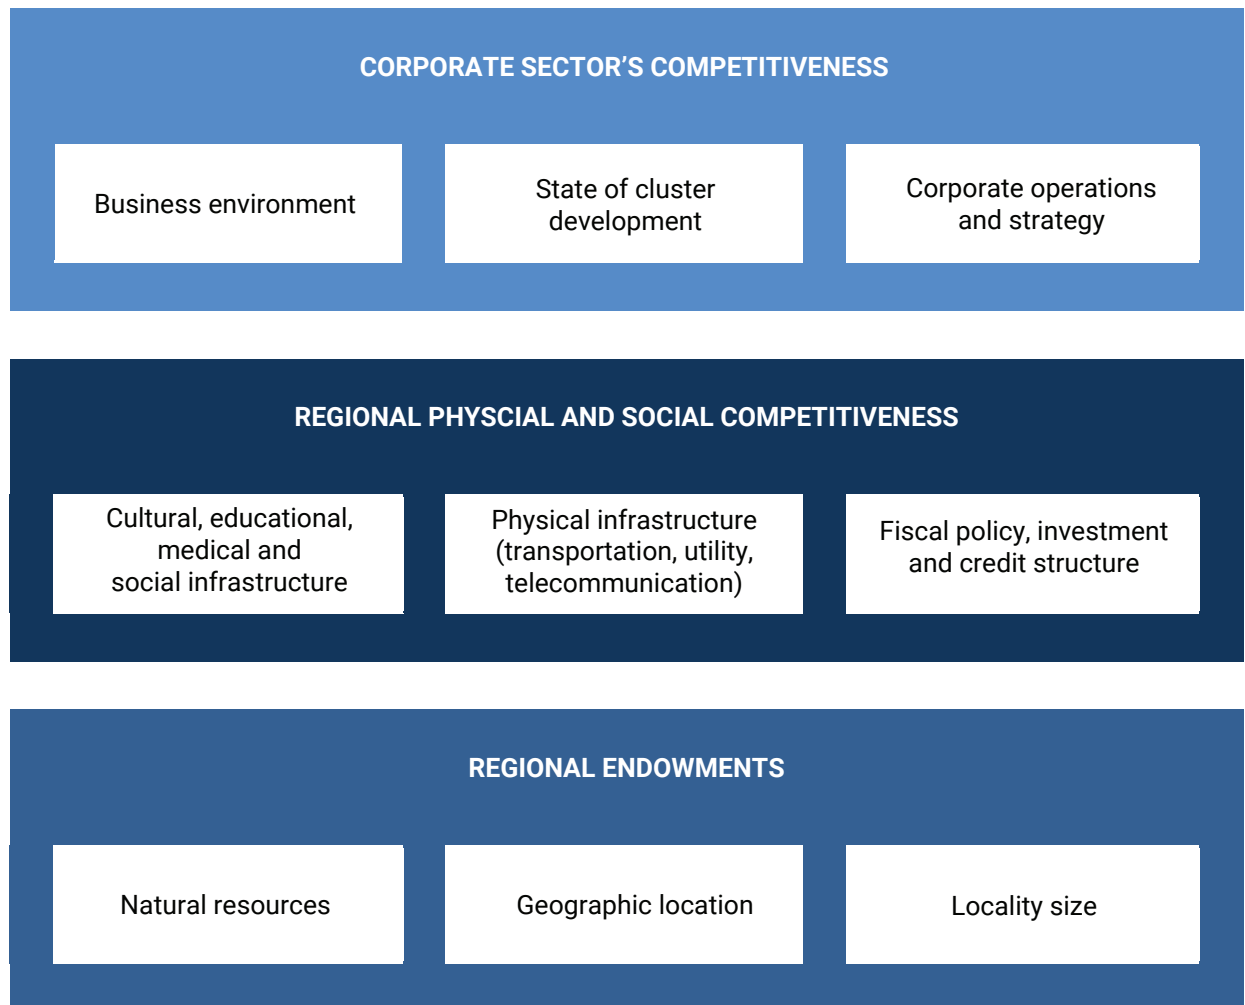 CORPORATE SECTOR’S COMPETITIVENESS
Business environment
State of cluster
development
Corporate operations
and strategy
REGIONAL PHYSCIAL AND SOCIAL COMPETITIVENESS
Cultural, educational,
medical and
social infrastructure
Physical infrastructure
(transportation, utility,
telecommunication)
Fiscal policy, investment
and credit structure
REGIONAL ENDOWMENTS
Natural resources
Geographic location
Locality size